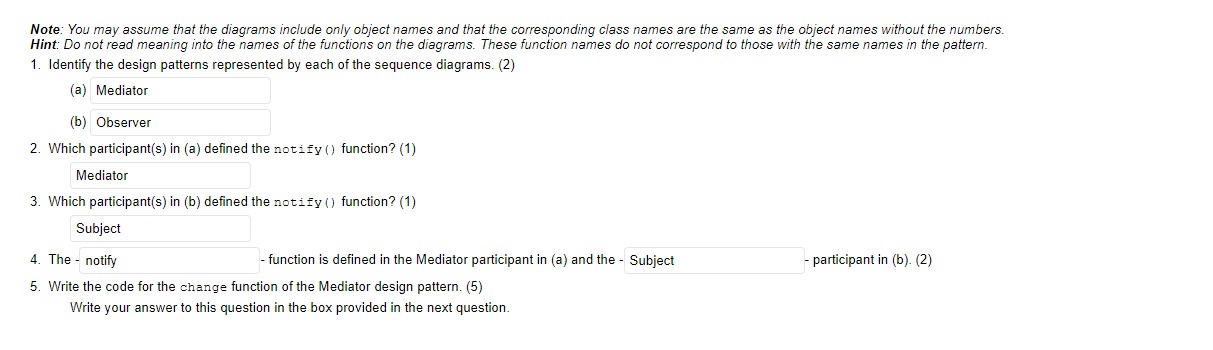 Note: You may assume that the diagrams include only object names and that the corresponding class names are the same as the object names without the numbers.
Hint: Do not read meaning into the names of the functions on the diagrams. These function names do not correspond to those with the same names in the pattern.
1. Identify the design patterns represented by each of the sequence diagrams. (2)
(a) Mediator
(b) Observer
2. Which participant(s) in (a) defined the notify() function? (1)
Mediator
3. Which participant(s) in (b) defined the notify() function? (1)
Subject
4. The - notify - function is defined in the Mediator participant in (a) and the - Subject - participant in (b). (2)
5. Write the code for the change function of the Mediator design pattern. (5)
Write your answer to this question in the box provided in the next question.